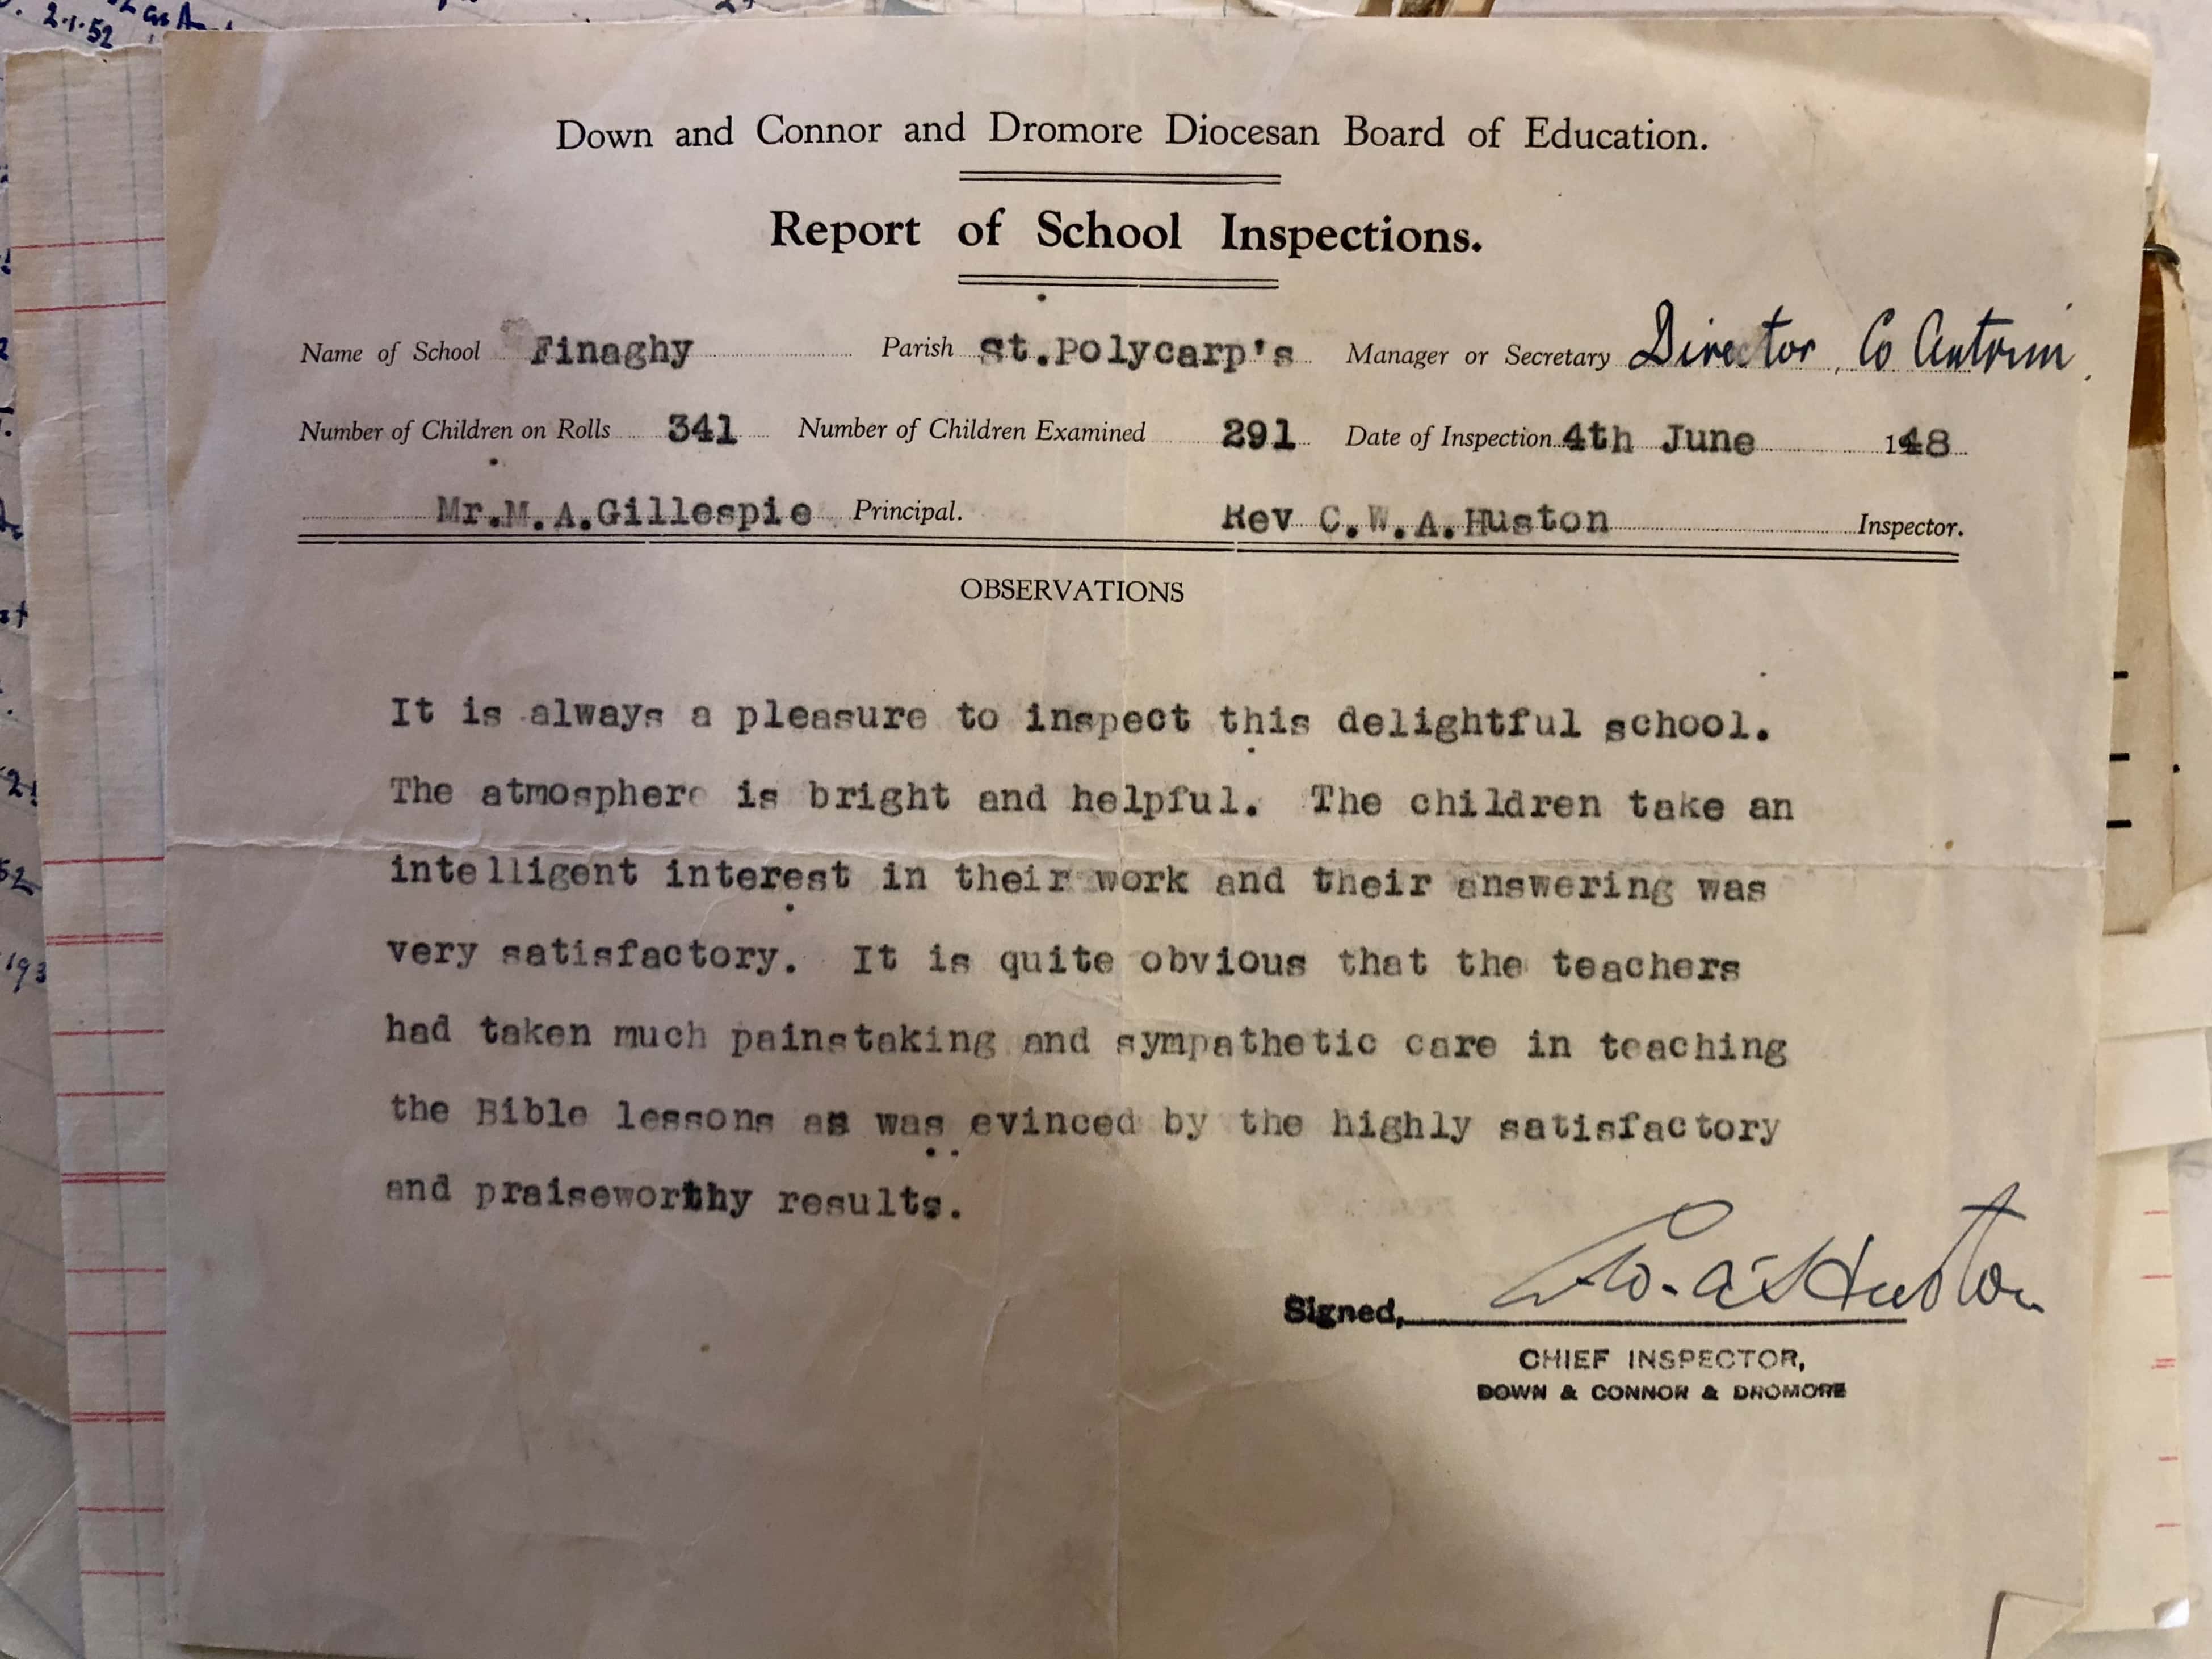 2.1.52
Down and Connor and Dromore Diocesan Board of Education.
Report of School Inspections.
Name of School Finaghy Parish St.Polycarp's Manager or Secretary Director, Co Antrim.
Number of Children on Rolls 341 Number of Children Examined 291 Date of Inspection 4th June 148
Mr.M.A.Gillespie Principal. Rev C.W.A.Huston Inspector.
OBSERVATIONS
It is always a pleasure to inspect this delightful school.
The atmosphere is bright and helpful. The children take an
intelligent interest in their work and their answering was
very satisfactory. It is quite obvious that the teachers
had taken much painstaking and sympathetic care in teaching
the Bible lessons as was evinced by the highly satisfactory
and praiseworthy results.
Signed, C.W.A. Huston
CHIEF INSPECTOR,
DOWN & CONNOR & DROMORE